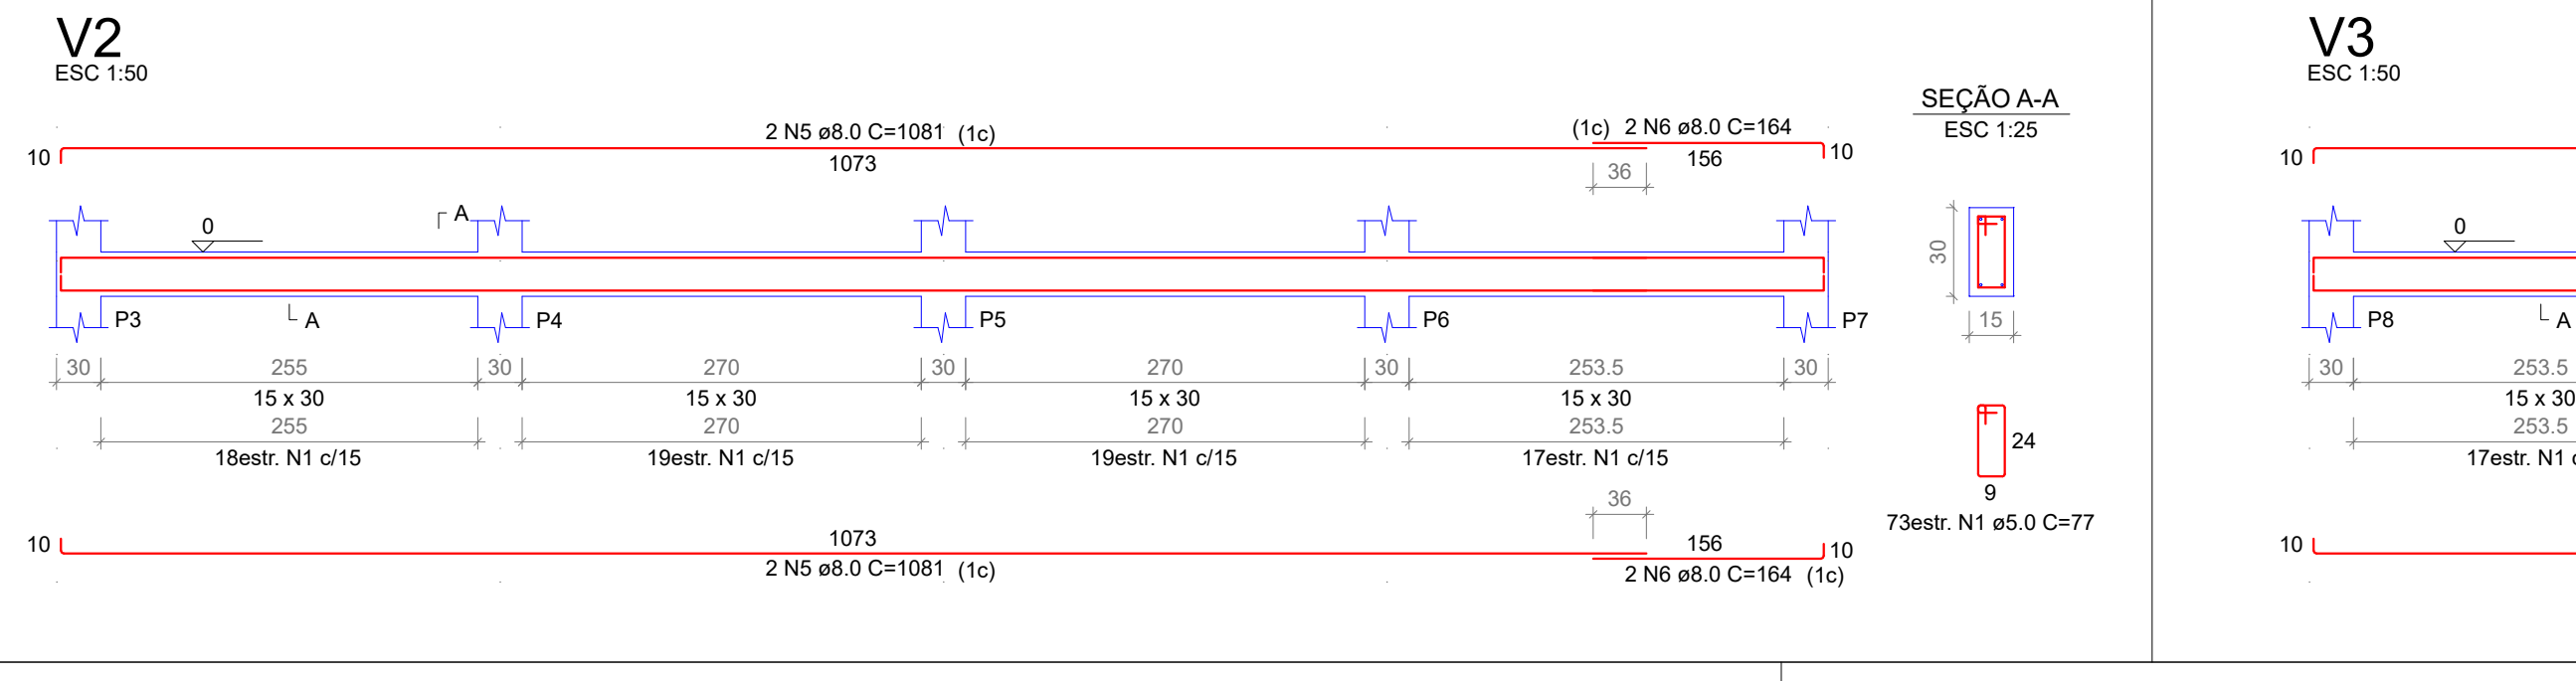 V2
ESC 1:50
2 N5 ø8.0 C=1081 (1c)
10
1073
(1c) 2 N6 ø8.0 C=164
156
10
36
0
A
A
P3
P4
P5
P6
P7
30
255
30
270
30
270
30
253.5
30
15 x 30
15 x 30
15 x 30
15 x 30
255
270
270
253.5
18estr. N1 c/15
19estr. N1 c/15
19estr. N1 c/15
17estr. N1 c/15
36
10
1073
2 N5 ø8.0 C=1081 (1c)
156
10
2 N6 ø8.0 C=164 (1c)
SEÇÃO A-A
ESC 1:25
30
15
24
9
73estr. N1 ø5.0 C=77
V3
ESC 1:50
10
0
P8
A
30
253.5
15 x 30
253.5
17estr. N1
10